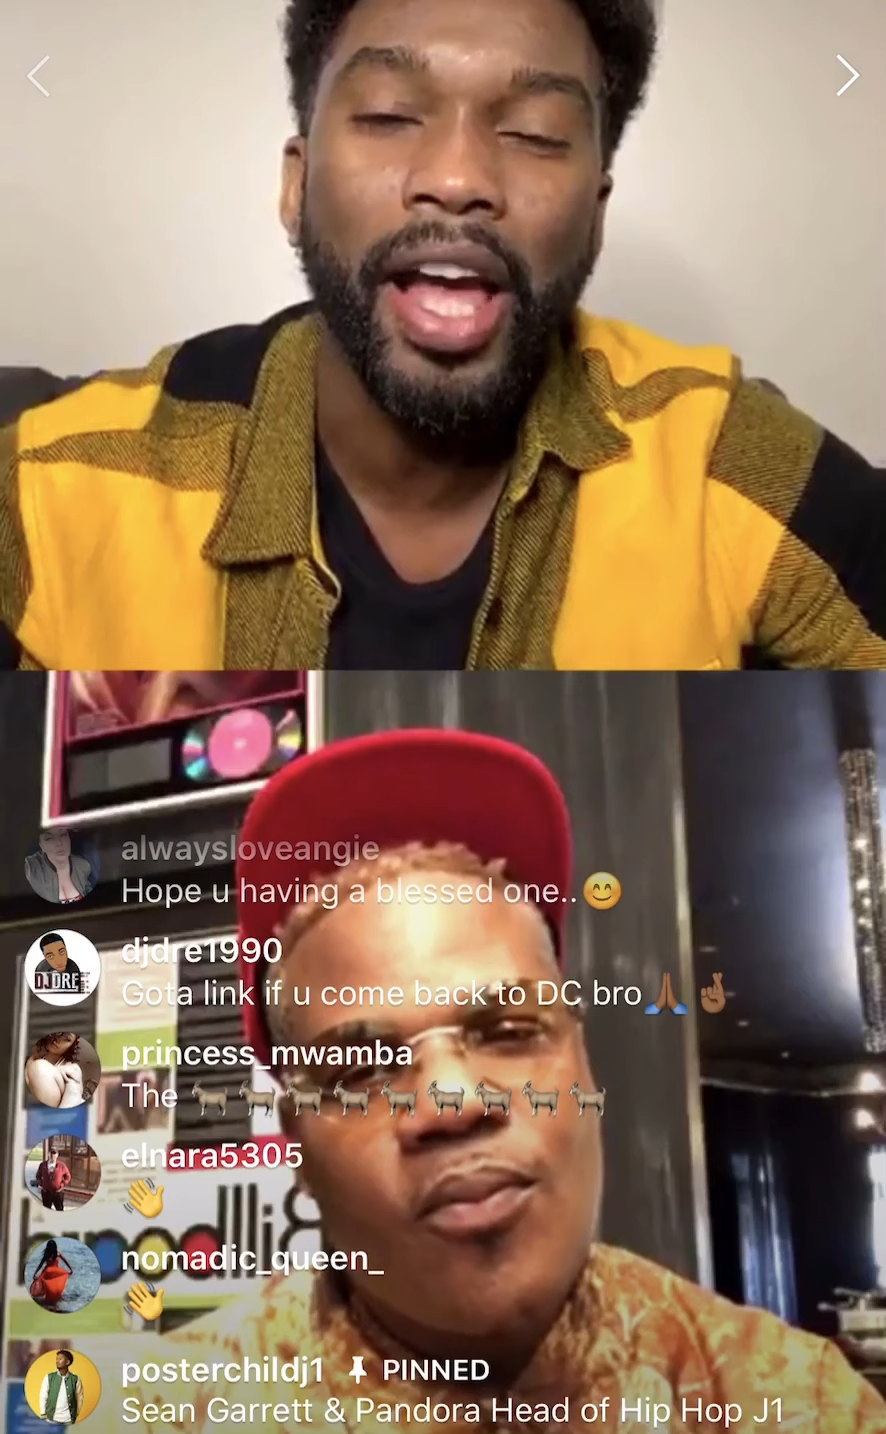 alwaysloveangie
Hope u having a blessed one..😊
djdre1990
DJDRE
Gota link if u come back to DC bro🙏🏾🤞🏾
princess_mwamba
The 🐐🐐🐐🐐🐐🐐🐐🐐🐐
elnara5305
👋
nomadic_queen_
👋
posterchildj1 📌 PINNED
Sean Garrett & Pandora Head of Hip Hop J1